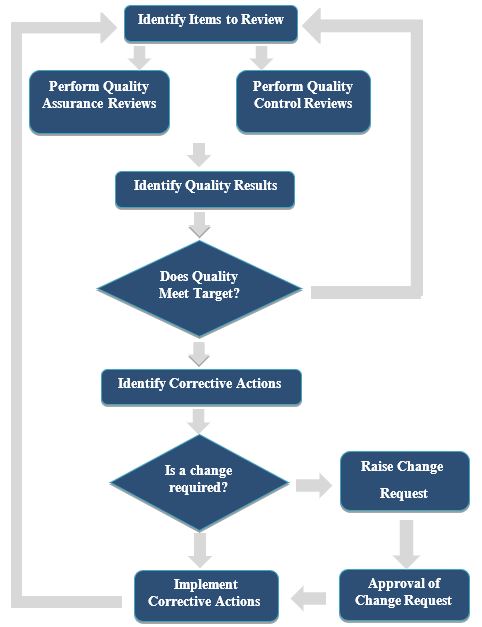 Identify Items to Review
Perform Quality
Assurance Reviews
Perform Quality
Control Reviews
Identify Quality Results
Does Quality
Meet Target?
Identify Corrective Actions
Is a change
required?
Raise Change
Request
Implement
Corrective Actions
Approval of
Change Request